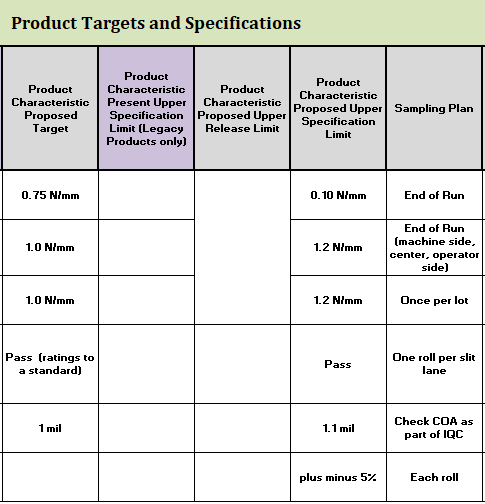 Product Targets and Specifications
Product
Characteristic
Proposed
Target
Product
Characteristic
Present Upper
Specification
Limit (Legacy
Products only)
Product
Characteristic
Proposed Upper
Release Limit
Product
Characteristic
Proposed Upper
Specification
Limit
Sampling Plan
0.75 N/mm
0.10 N/mm
End of Run
1.0 N/mm
1.2 N/mm
End of Run
(machine side,
center, operator
side)
1.0 N/mm
1.2 N/mm
Once per lot
Pass (ratings to
a standard)
Pass
One roll per slit
lane
1 mil
1.1 mil
Check COA as
part of IQC
plus minus 5%
Each roll